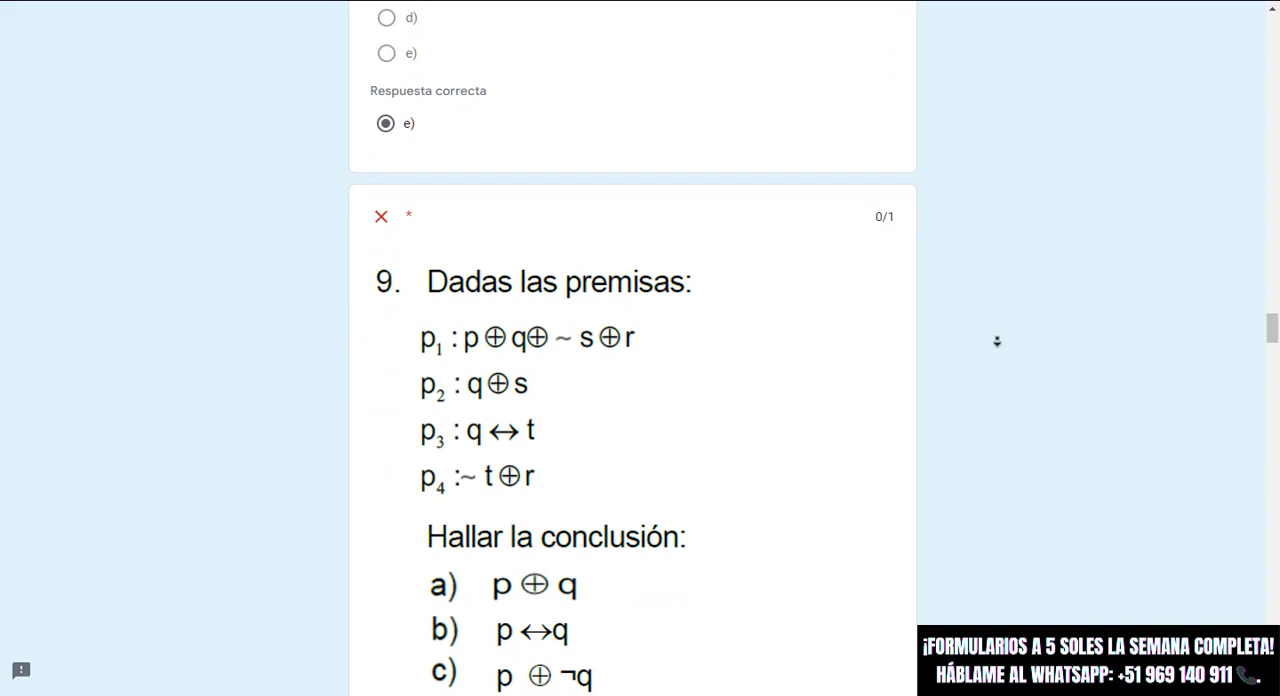 d)
e)
Respuesta correcta
e)
* 0/1
9. Dadas las premisas:
p₁ : p ⊕ q ⊕ ~ s ⊕ r
p₂ : q ⊕ s
p₃ : q ↔ t
p₄ :~ t ⊕ r
Hallar la conclusión:
a) p ⊕ q
b) p ↔ q
c) p ⊕ ¬q
¡FORMULARIOS A 5 SOLES LA SEMANA COMPLETA!
HÁBLAME AL WHATSAPP: +51 969 140 911 📞.